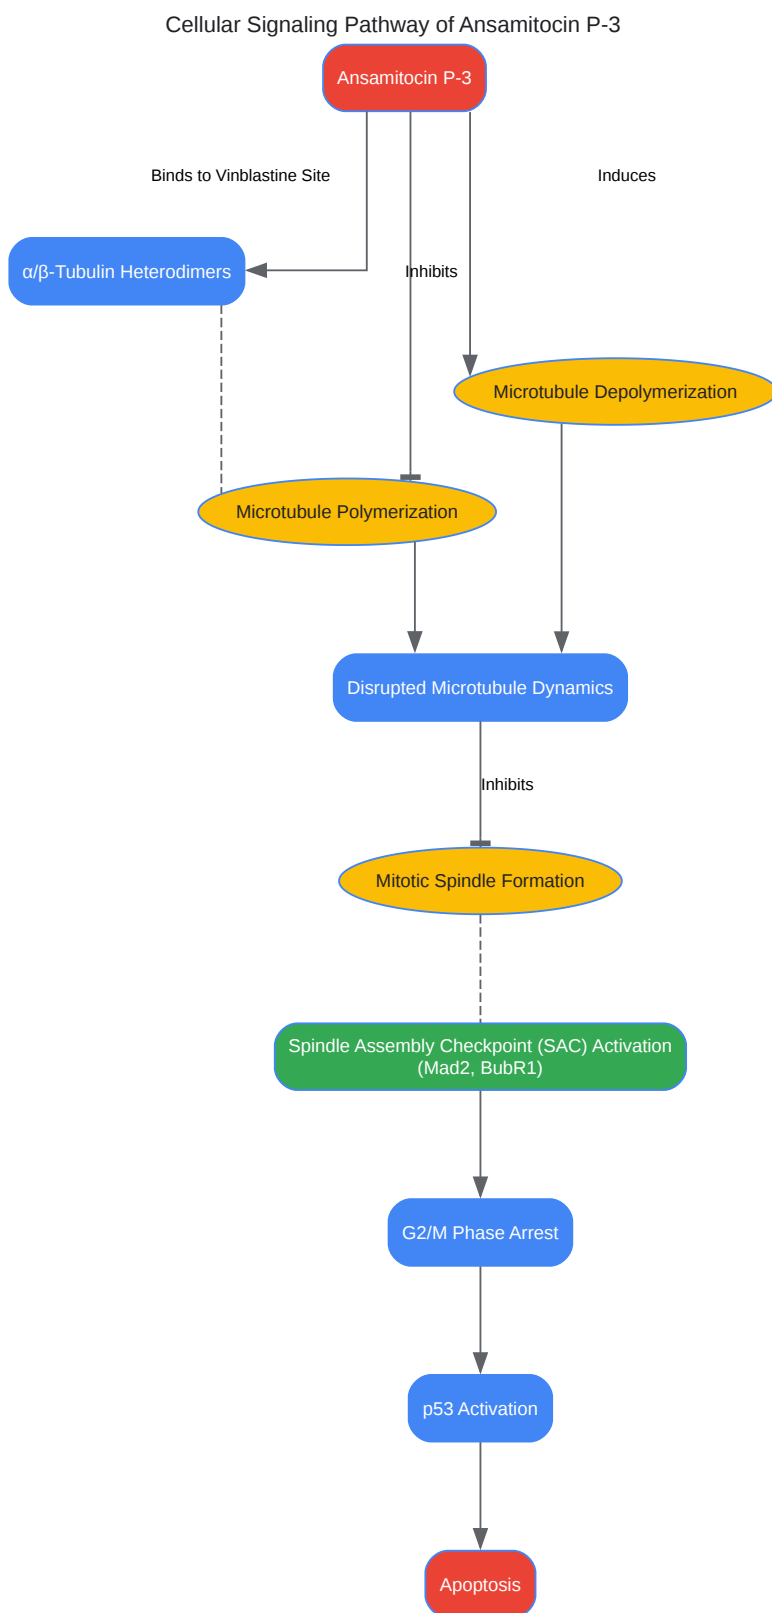 Cellular Signaling Pathway of Ansamitocin P-3
Ansamitocin P-3
Binds to Vinblastine Site
Induces
α/β-Tubulin Heterodimers
Inhibits
Microtubule Depolymerization
Microtubule Polymerization
Disrupted Microtubule Dynamics
Inhibits
Mitotic Spindle Formation
Spindle Assembly Checkpoint (SAC) Activation
(Mad2, BubR1)
G2/M Phase Arrest
p53 Activation
Apoptosis